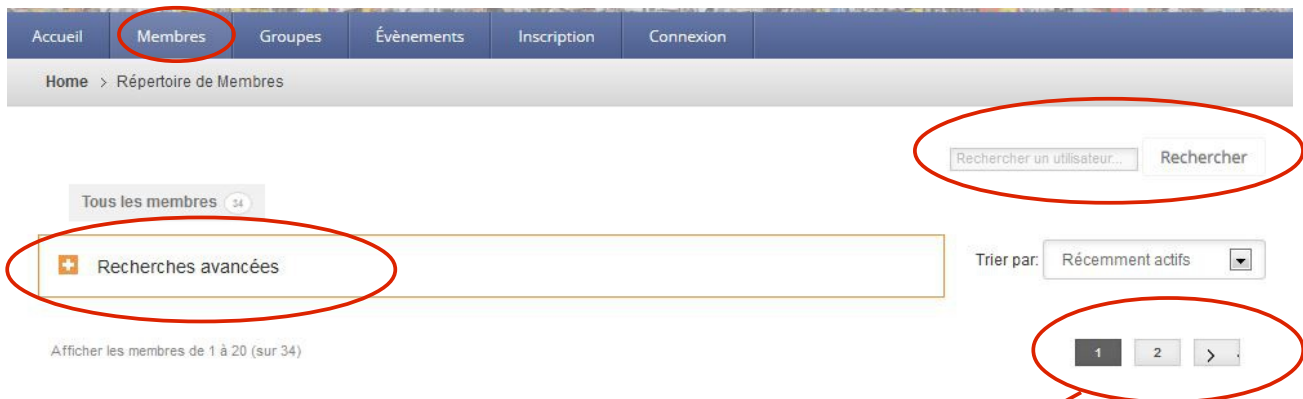 Accueil Membres Groupes Évènements Inscription Connexion
Home > Répertoire de Membres
Rechercher un utilisateur... Rechercher
Tous les membres 34
Recherches avancées
Trier par: Récemment actifs
Afficher les membres de 1 à 20 (sur 34)
1 2 >